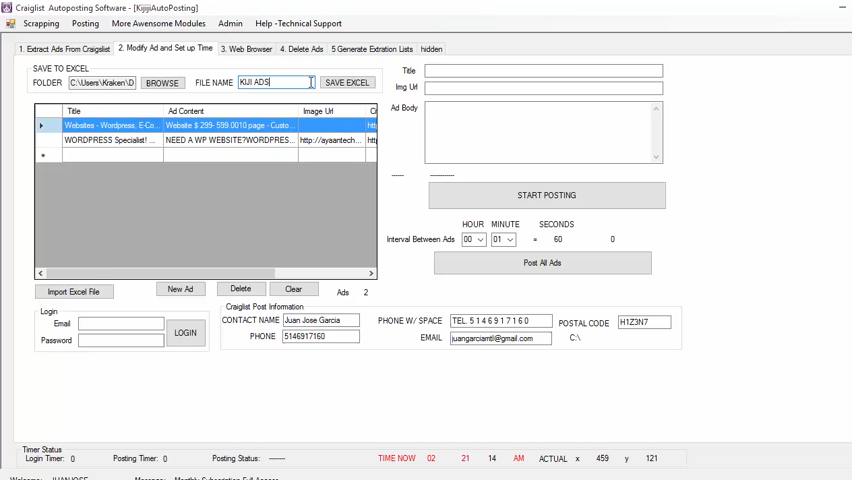 Craiglist Autoposting Software - (KijijiAutoPosting)
Scrapping Posting More Awensome Modules Admin Help -Technical Support
1. Extract Ads From Craigslist 2. Modify Ad and Set up Time 3. Web Browser 4. Delete Ads 5 Generate Extration Lists hidden
SAVE TO EXCEL
FOLDER C:\Users\Kraken\D BROWSE FILE NAME KIJI ADS SAVE EXCEL
Title
Img Url
Ad Body
Title Ad Content Image Url
Websites - Wordpress, E-Co... Website $ 299- 599.0010 page - Custo...
WORDPRESS Specialist! ... NEED A WP WEBSITE?WORDPRES... http://ayaantech...
------ ------------
START POSTING
HOUR MINUTE SECONDS
Interval Between Ads 00 01 = 60 0
Post All Ads
Import Excel File New Ad Delete Clear Ads 2
Login
Email
Password
LOGIN
Craiglist Post Information
CONTACT NAME Juan Jose Garcia PHONE W/ SPACE TEL. 5 1 4 6 9 1 7 1 6 0 POSTAL CODE H1Z3N7
PHONE 5146917160 EMAIL juangarciamtl@gmail.com C:\
Timer Status
Login Timer: 0 Posting Timer: 0 Posting Status: ------- TIME NOW 02 21 14 AM ACTUAL x 459 y 121